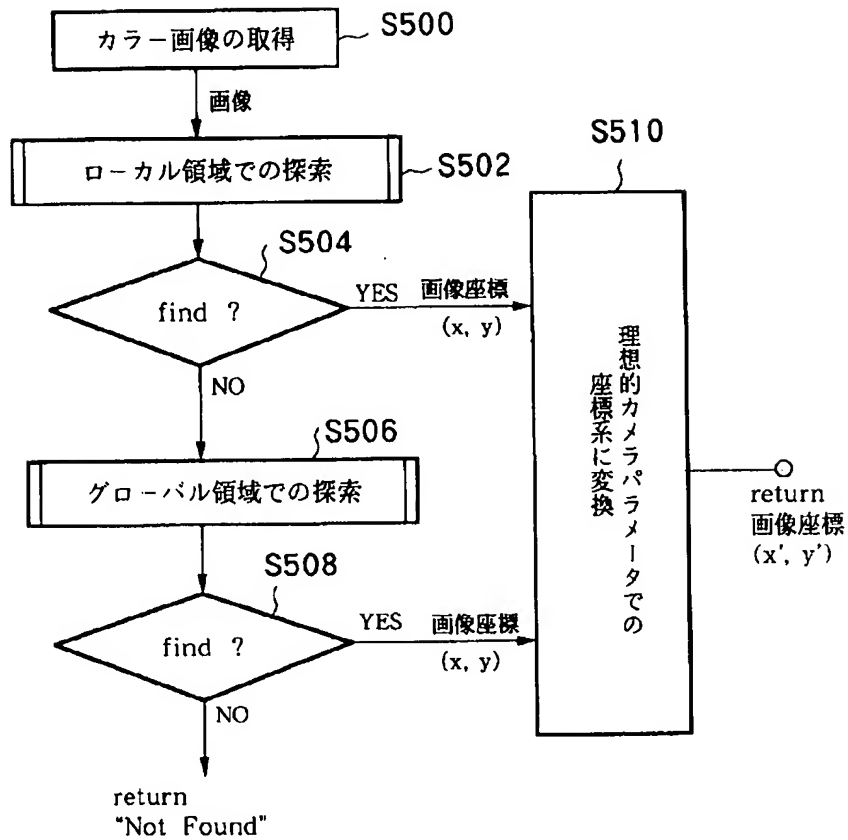 カラー画像の取得
S500
画像
ローカル領域での探索
S502
S504
find ?
YES
画像座標
(x, y)
NO
S506
グローバル領域での探索
S508
find ?
YES
画像座標
(x, y)
NO
return
"Not Found"
S510
理想的カメラパラメータでの
座標系に変換
return
画像座標
(x', y')